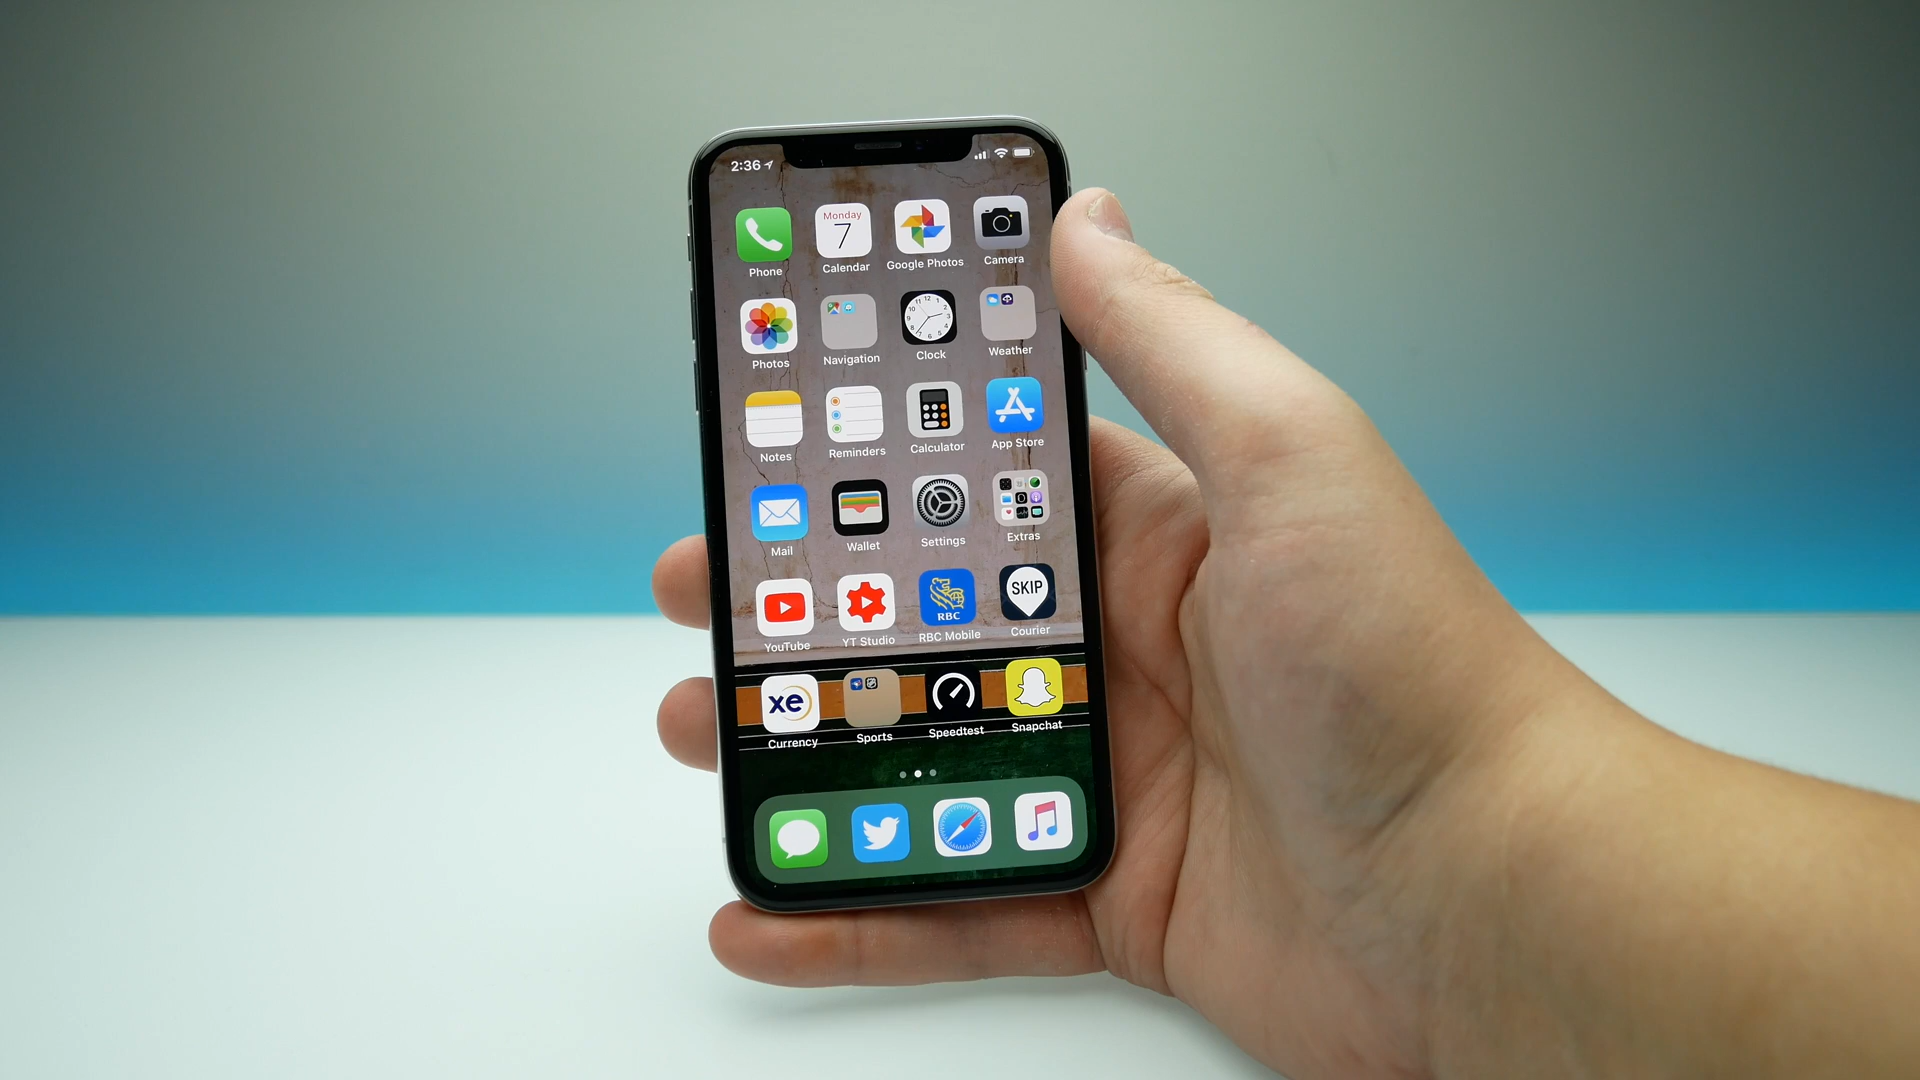 2:36
Monday
7
Phone
Calendar
Google Photos
Camera
Photos
Navigation
Clock
Weather
Notes
Reminders
Calculator
App Store
Mail
Wallet
Settings
Extras
RBC
SKIP
YouTube
YT Studio
RBC Mobile
Courier
xe
Currency
Sports
Speedtest
Snapchat